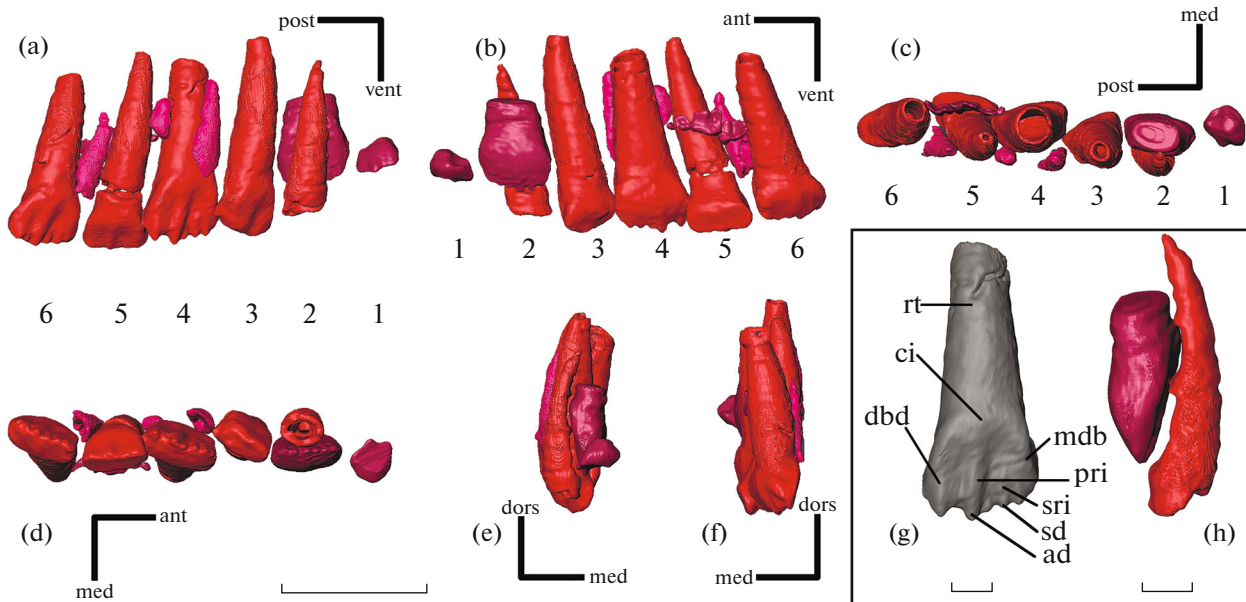 (a)
post
vent
(b)
ant
vent
(c)
med
post
6 5 4 3 2 1
1 2 3 4 5 6
6 5 4 3 2 1
(d)
ant
med
(e)
dors
med
(f)
dors
med
rt
ci
dbd
mdb
pri
sri
sd
ad
(g)
(h)